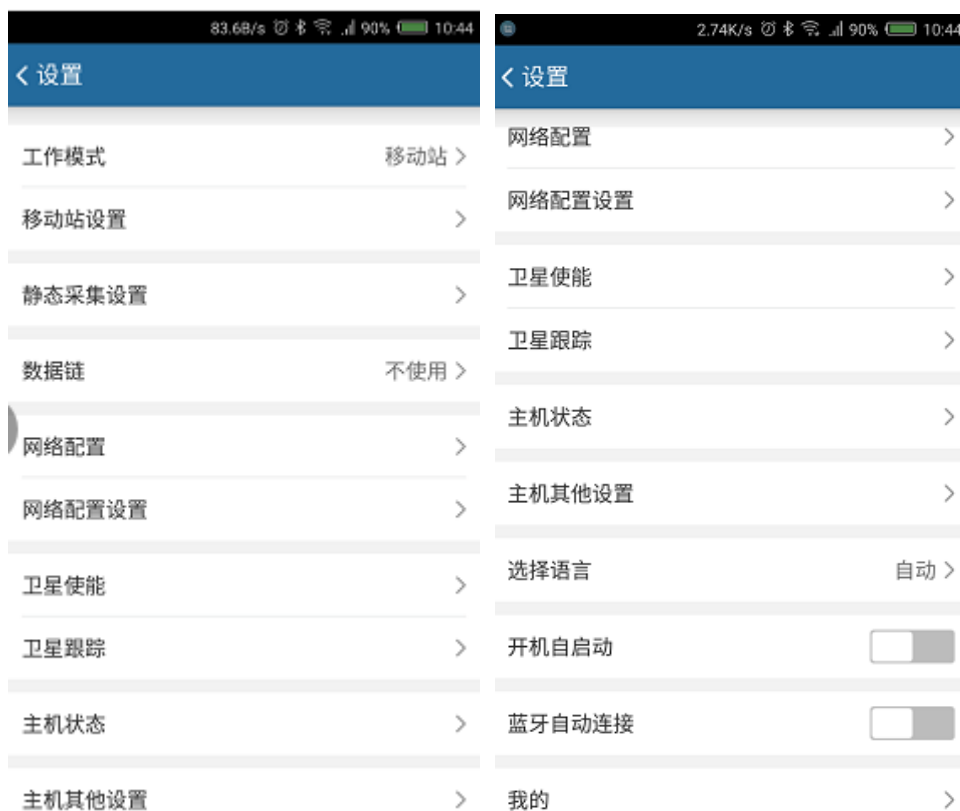 83.6B/s 90% 10:44
设置
工作模式 移动站
移动站设置
静态采集设置
数据链 不使用
网络配置
网络配置设置
卫星使能
卫星跟踪
主机状态
主机其他设置
2.74K/s 90% 10:44
设置
网络配置
网络配置设置
卫星使能
卫星跟踪
主机状态
主机其他设置
选择语言 自动
开机自启动
蓝牙自动连接
我的